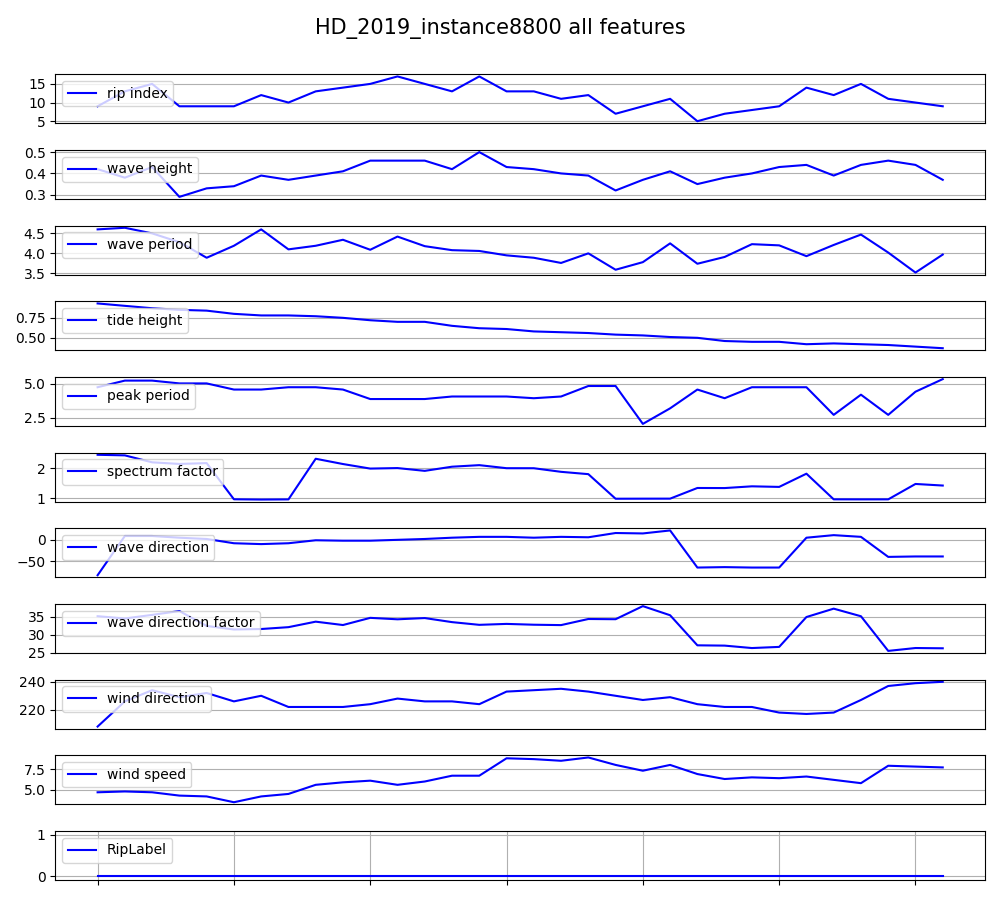 HD_2019_instance8800 all features
15
10
5
rip index
0.5
0.4
0.3
wave height
4.5
4.0
3.5
wave period
0.75
0.50
tide height
5.0
2.5
peak period
2
1
spectrum factor
0
−50
wave direction
35
30
25
wave direction factor
240
220
wind direction
7.5
5.0
wind speed
1
0
RipLabel